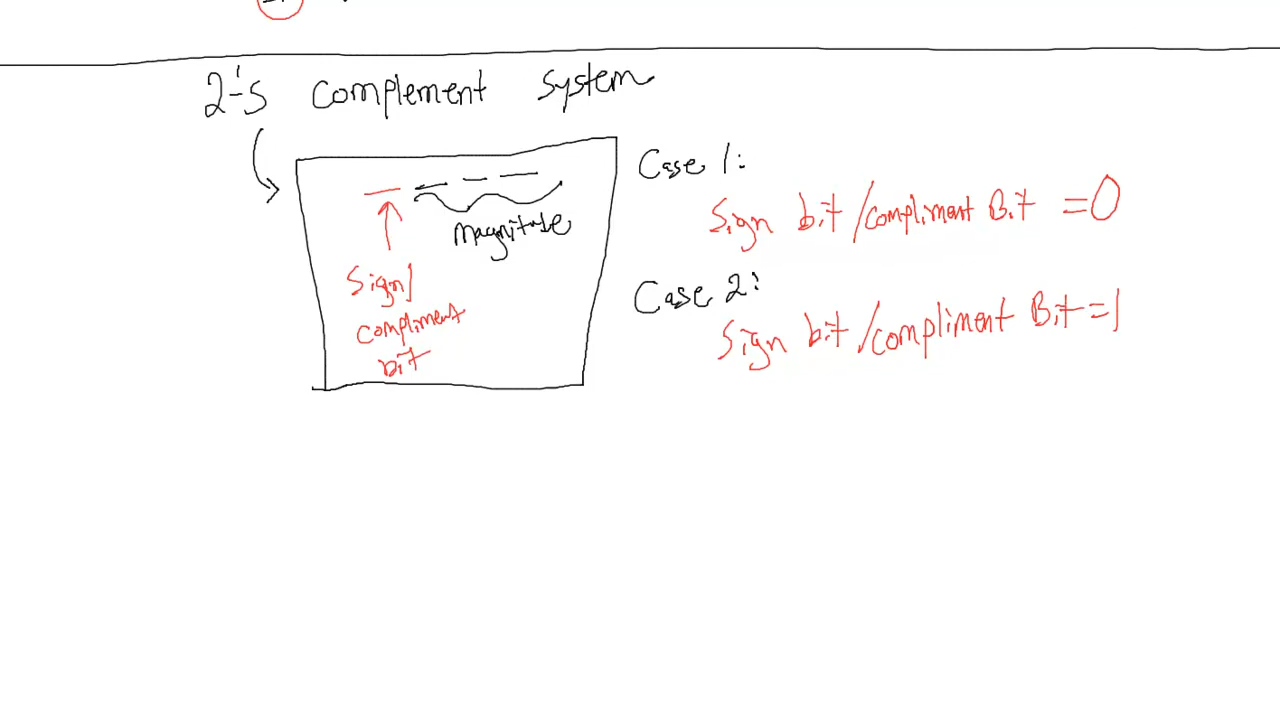 2's complement system
magnitude
Sign/
compliment
bit
Case 1:
Sign bit/compliment Bit =0
Case 2:
Sign bit/compliment Bit=1